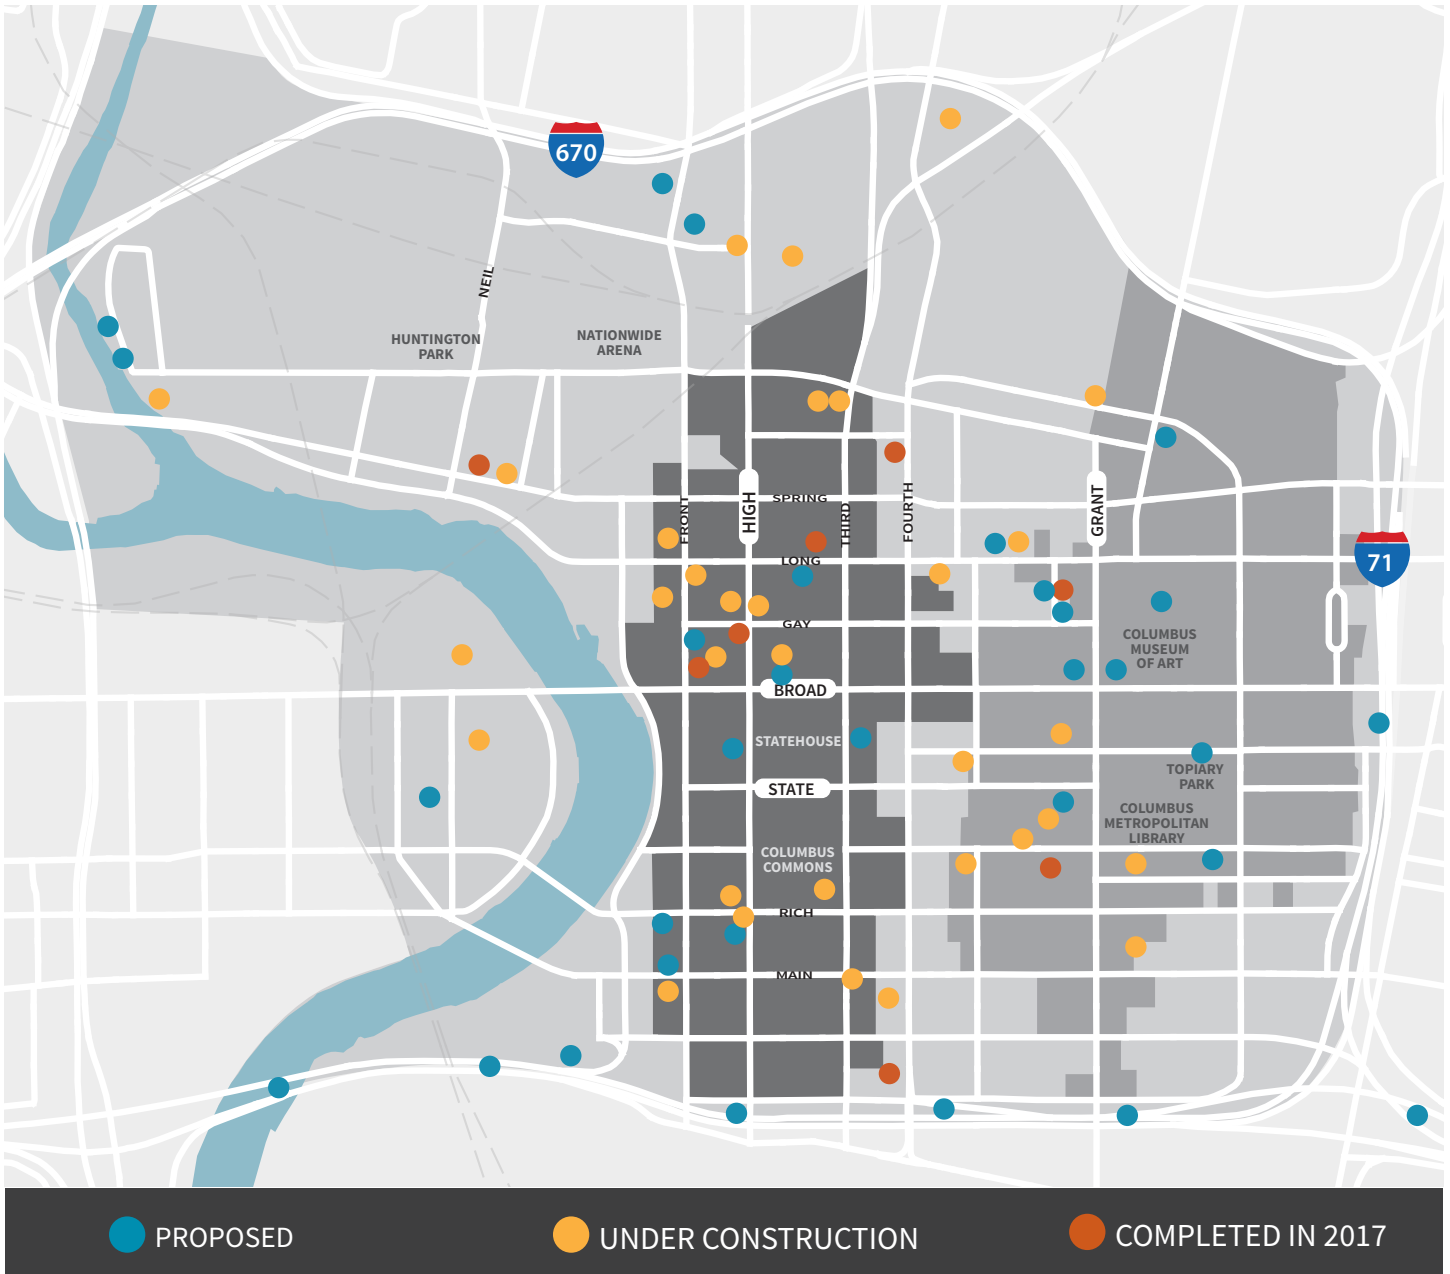 670
NEIL
HUNTINGTON
PARK
NATIONWIDE
ARENA
FRONT
HIGH
SPRING
THIRD
FOURTH
GRANT
LONG
71
GAY
COLUMBUS
MUSEUM
OF ART
BROAD
STATEHOUSE
TOPIARY
PARK
STATE
COLUMBUS
METROPOLITAN
LIBRARY
COLUMBUS
COMMONS
RICH
MAIN
PROPOSED
UNDER CONSTRUCTION
COMPLETED IN 2017